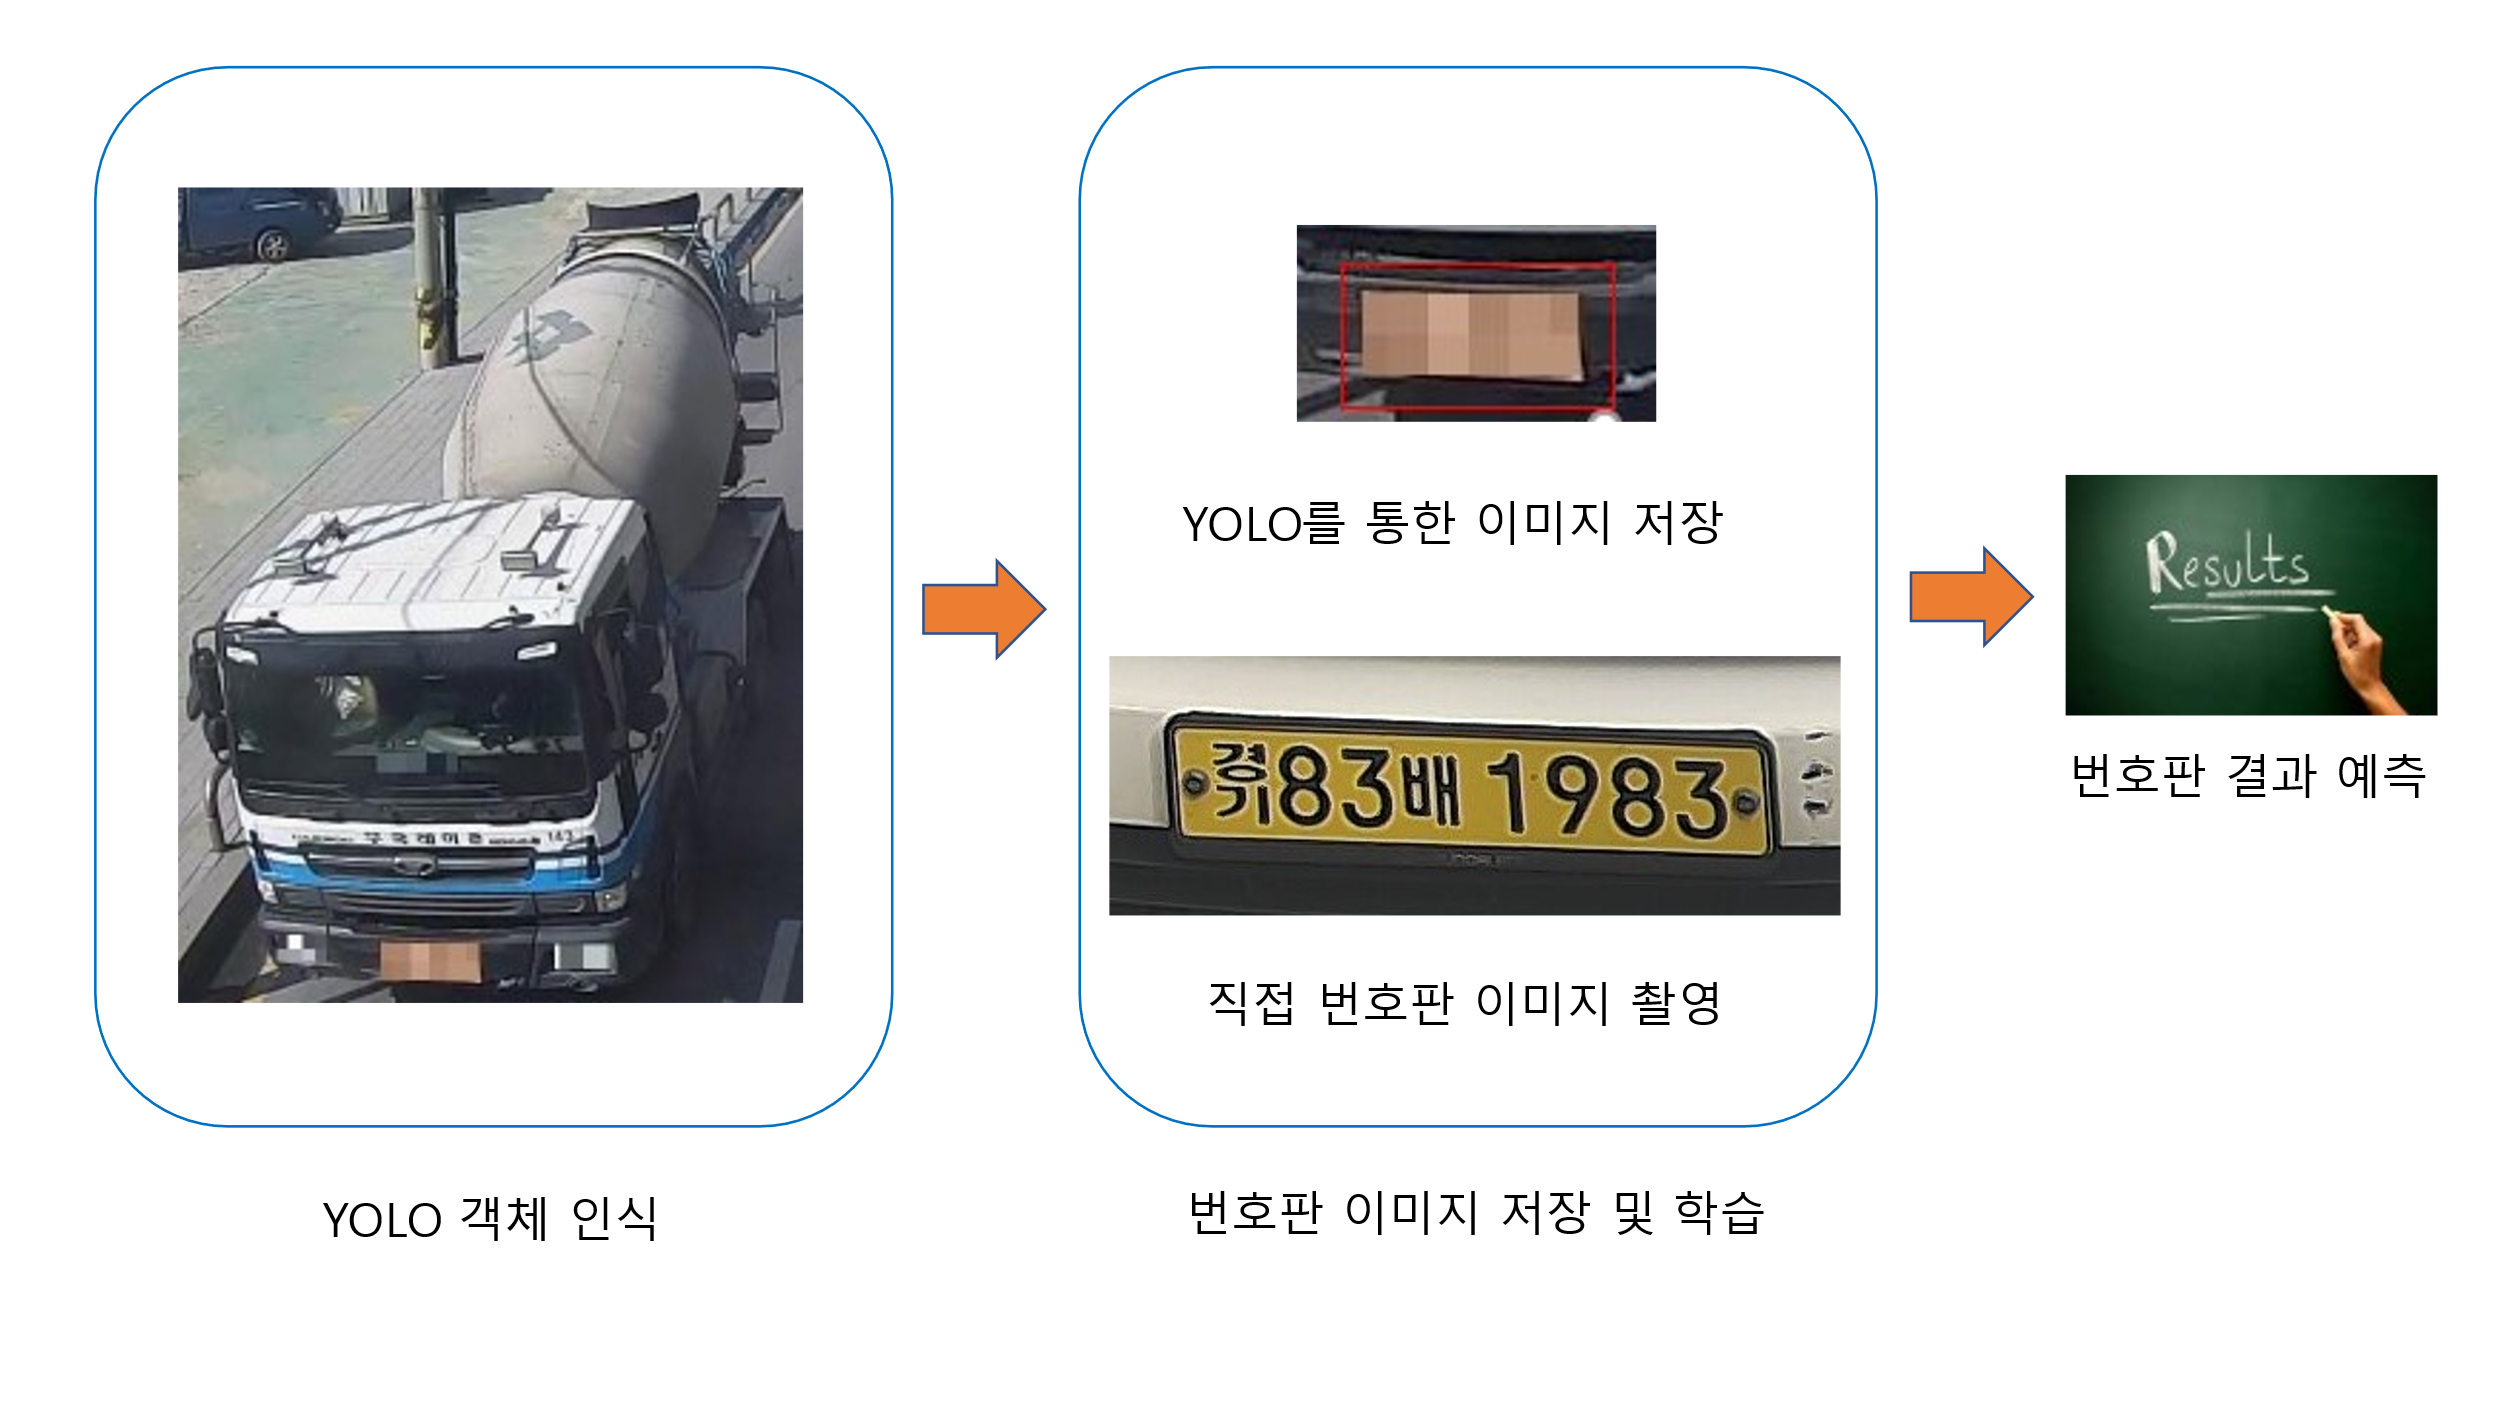 143
YOLO 객체 인식
YOLO를 통한 이미지 저장
경기83배 1983
직접 번호판 이미지 촬영
번호판 이미지 저장 및 학습
Results
번호판 결과 예측